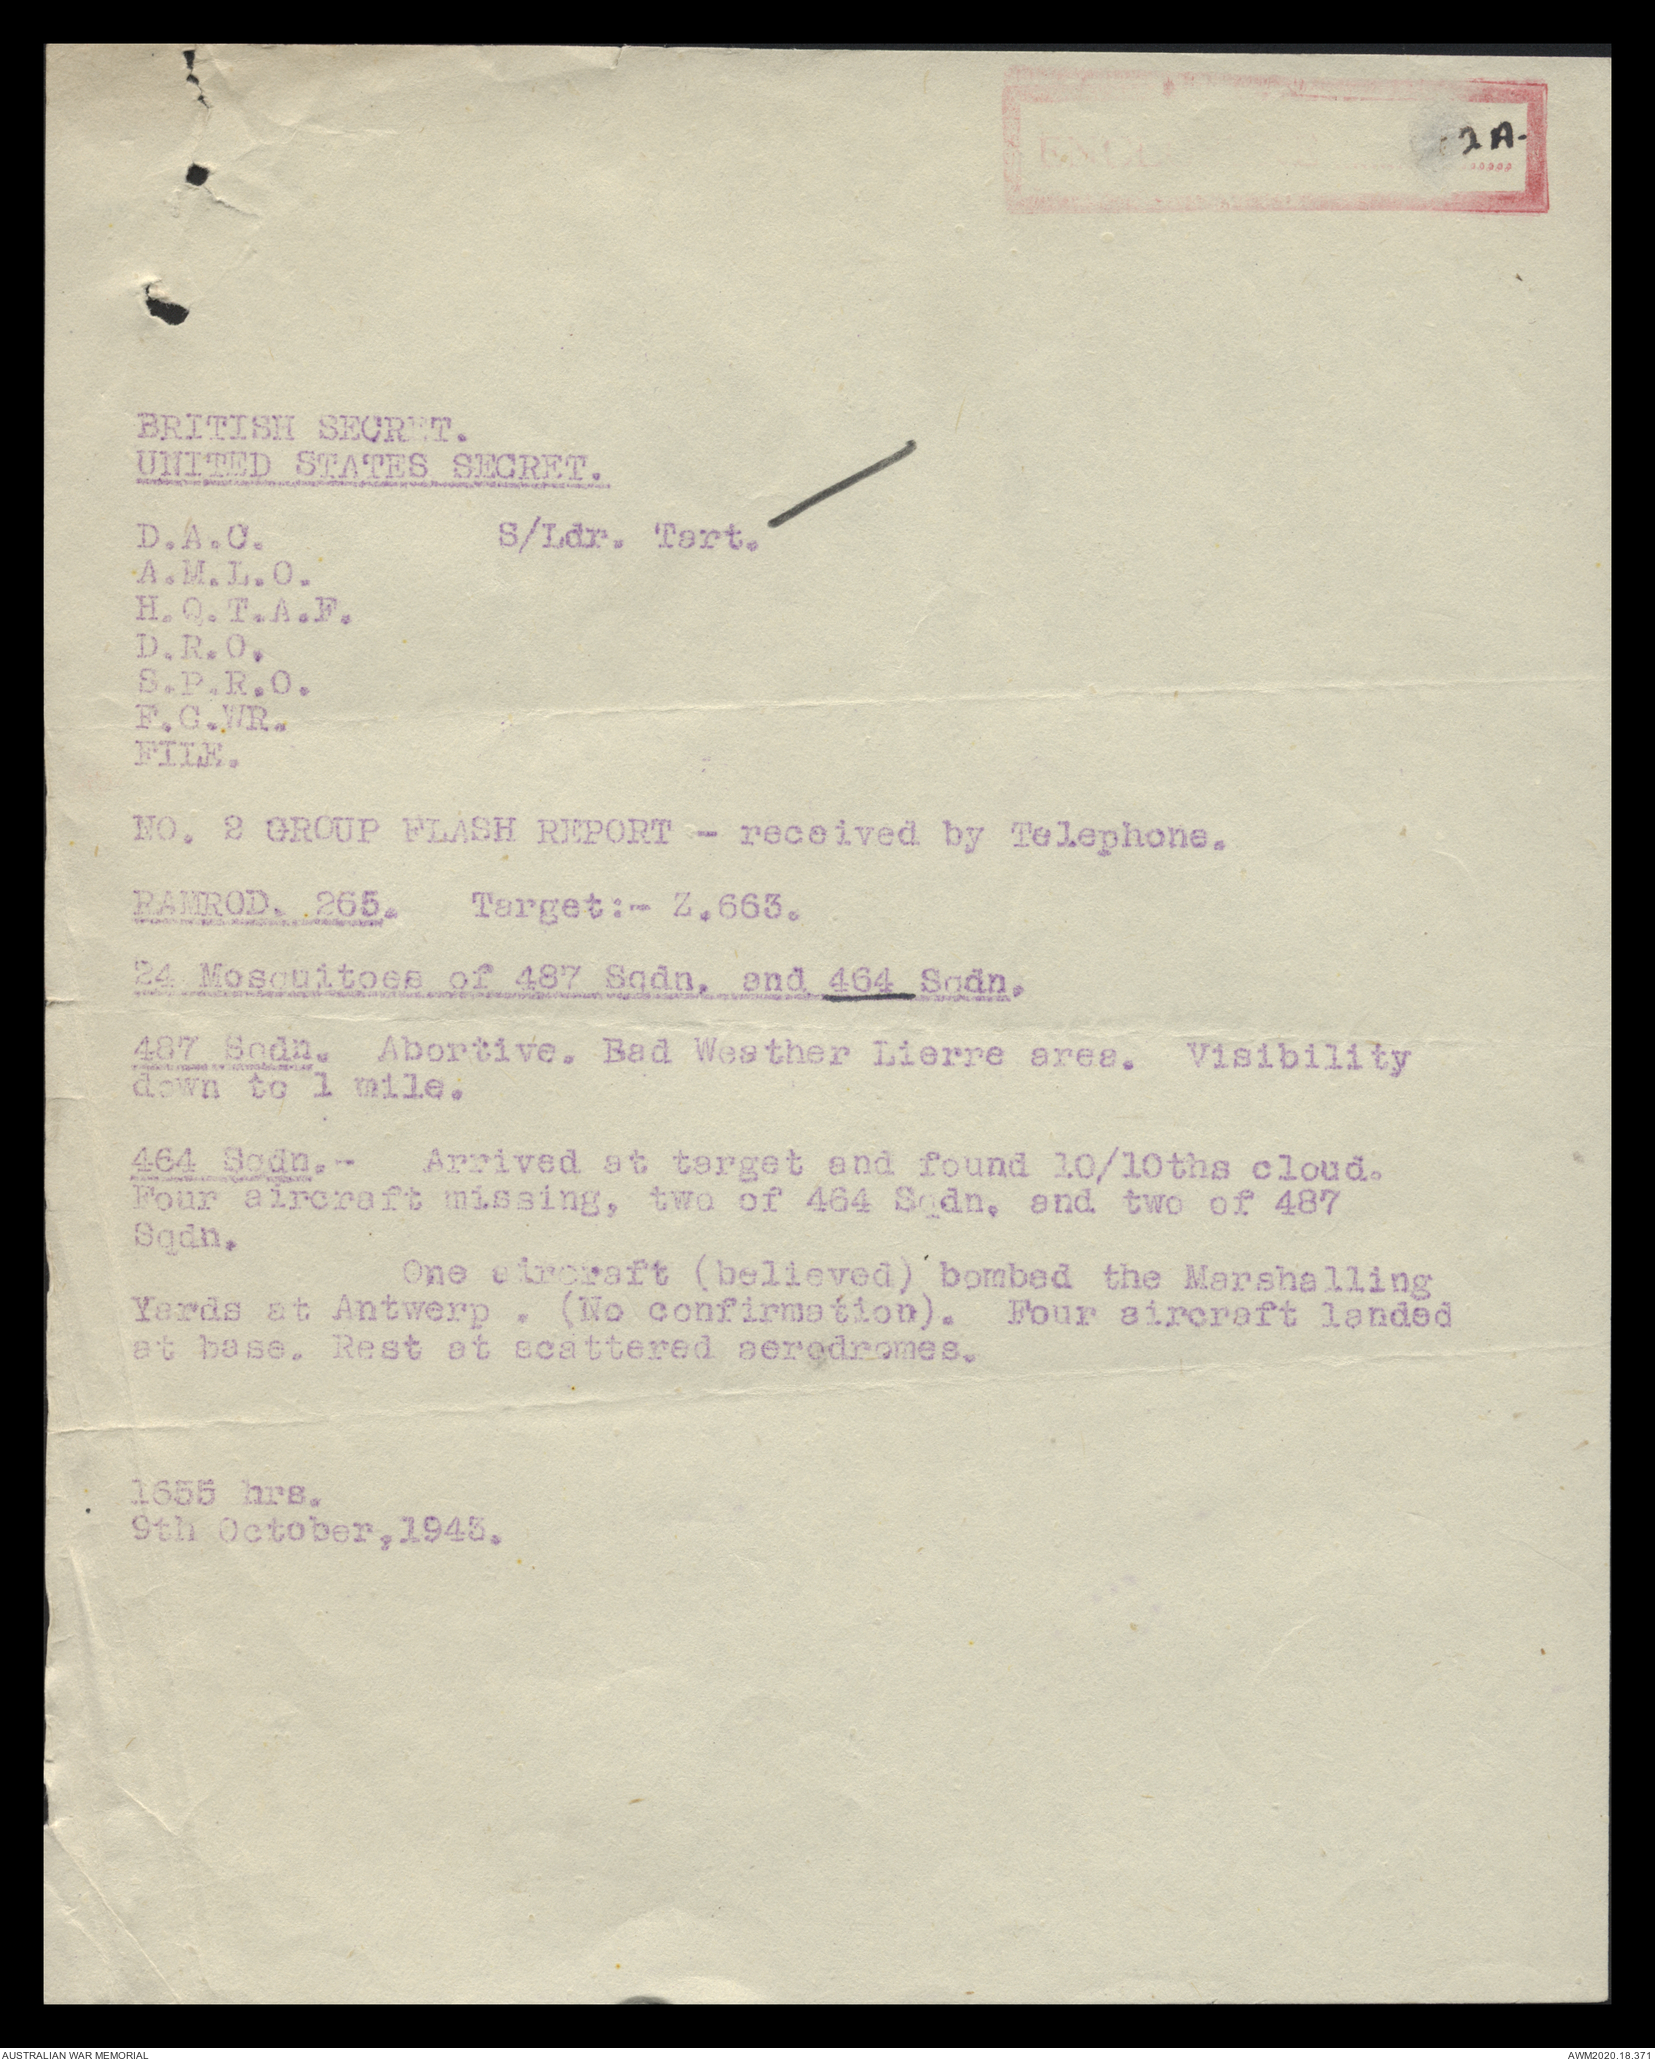 2A.
BRITISH SECRET.
UNITED STATES SECRET.
D.A.C. S/Ldr. Tart.
A.M.L.O.
H.Q.T.A.F.
D.R.O.
S.P.R.O.
F.C.WR.
FILE.
NO. 2 GROUP FLASH REPORT - received by Telephone.
RAMROD. 265. Target:- Z.663.
24 Mosquitoes of 487 Sqdn. and 464 Sqdn.
487 Sqdn. Abortive. Bad Weather Lierre area. Visibility
down to 1 mile.
464 Sqdn.- Arrived at target and found 10/10ths cloud.
Four aircraft missing, two of 464 Sqdn. and two of 487
Sqdn.
One aircraft (believed) bombed the Marshalling
Yards at Antwerp . (No confirmation). Four aircraft landed
at base. Rest at scattered aerodromes.
1655 hrs.
9th October,1943.
AUSTRALIAN WAR MEMORIAL AWM2020.18.371